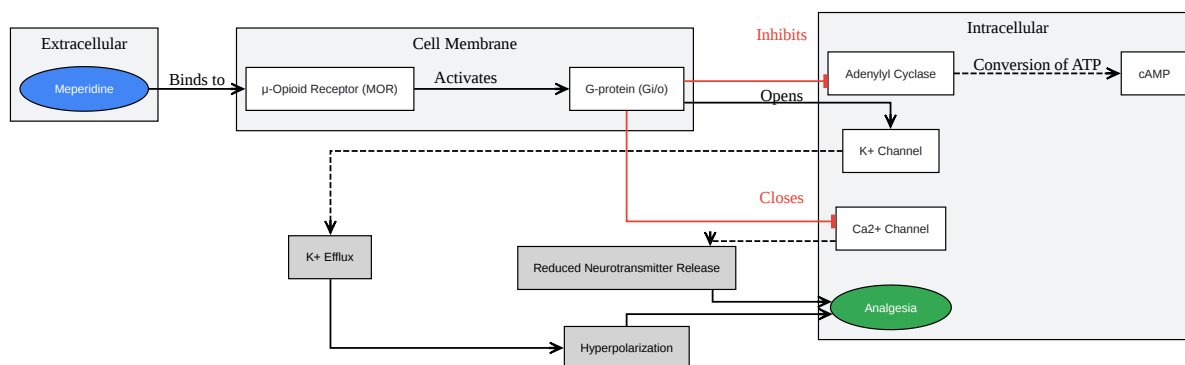 Extracellular
Meperidine
Binds to
Cell Membrane
μ-Opioid Receptor (MOR)
Activates
G-protein (Gi/o)
Inhibits
Opens
Closes
Intracellular
Adenylyl Cyclase
Conversion of ATP
cAMP
K+ Channel
Ca2+ Channel
K+ Efflux
Reduced Neurotransmitter Release
Analgesia
Hyperpolarization